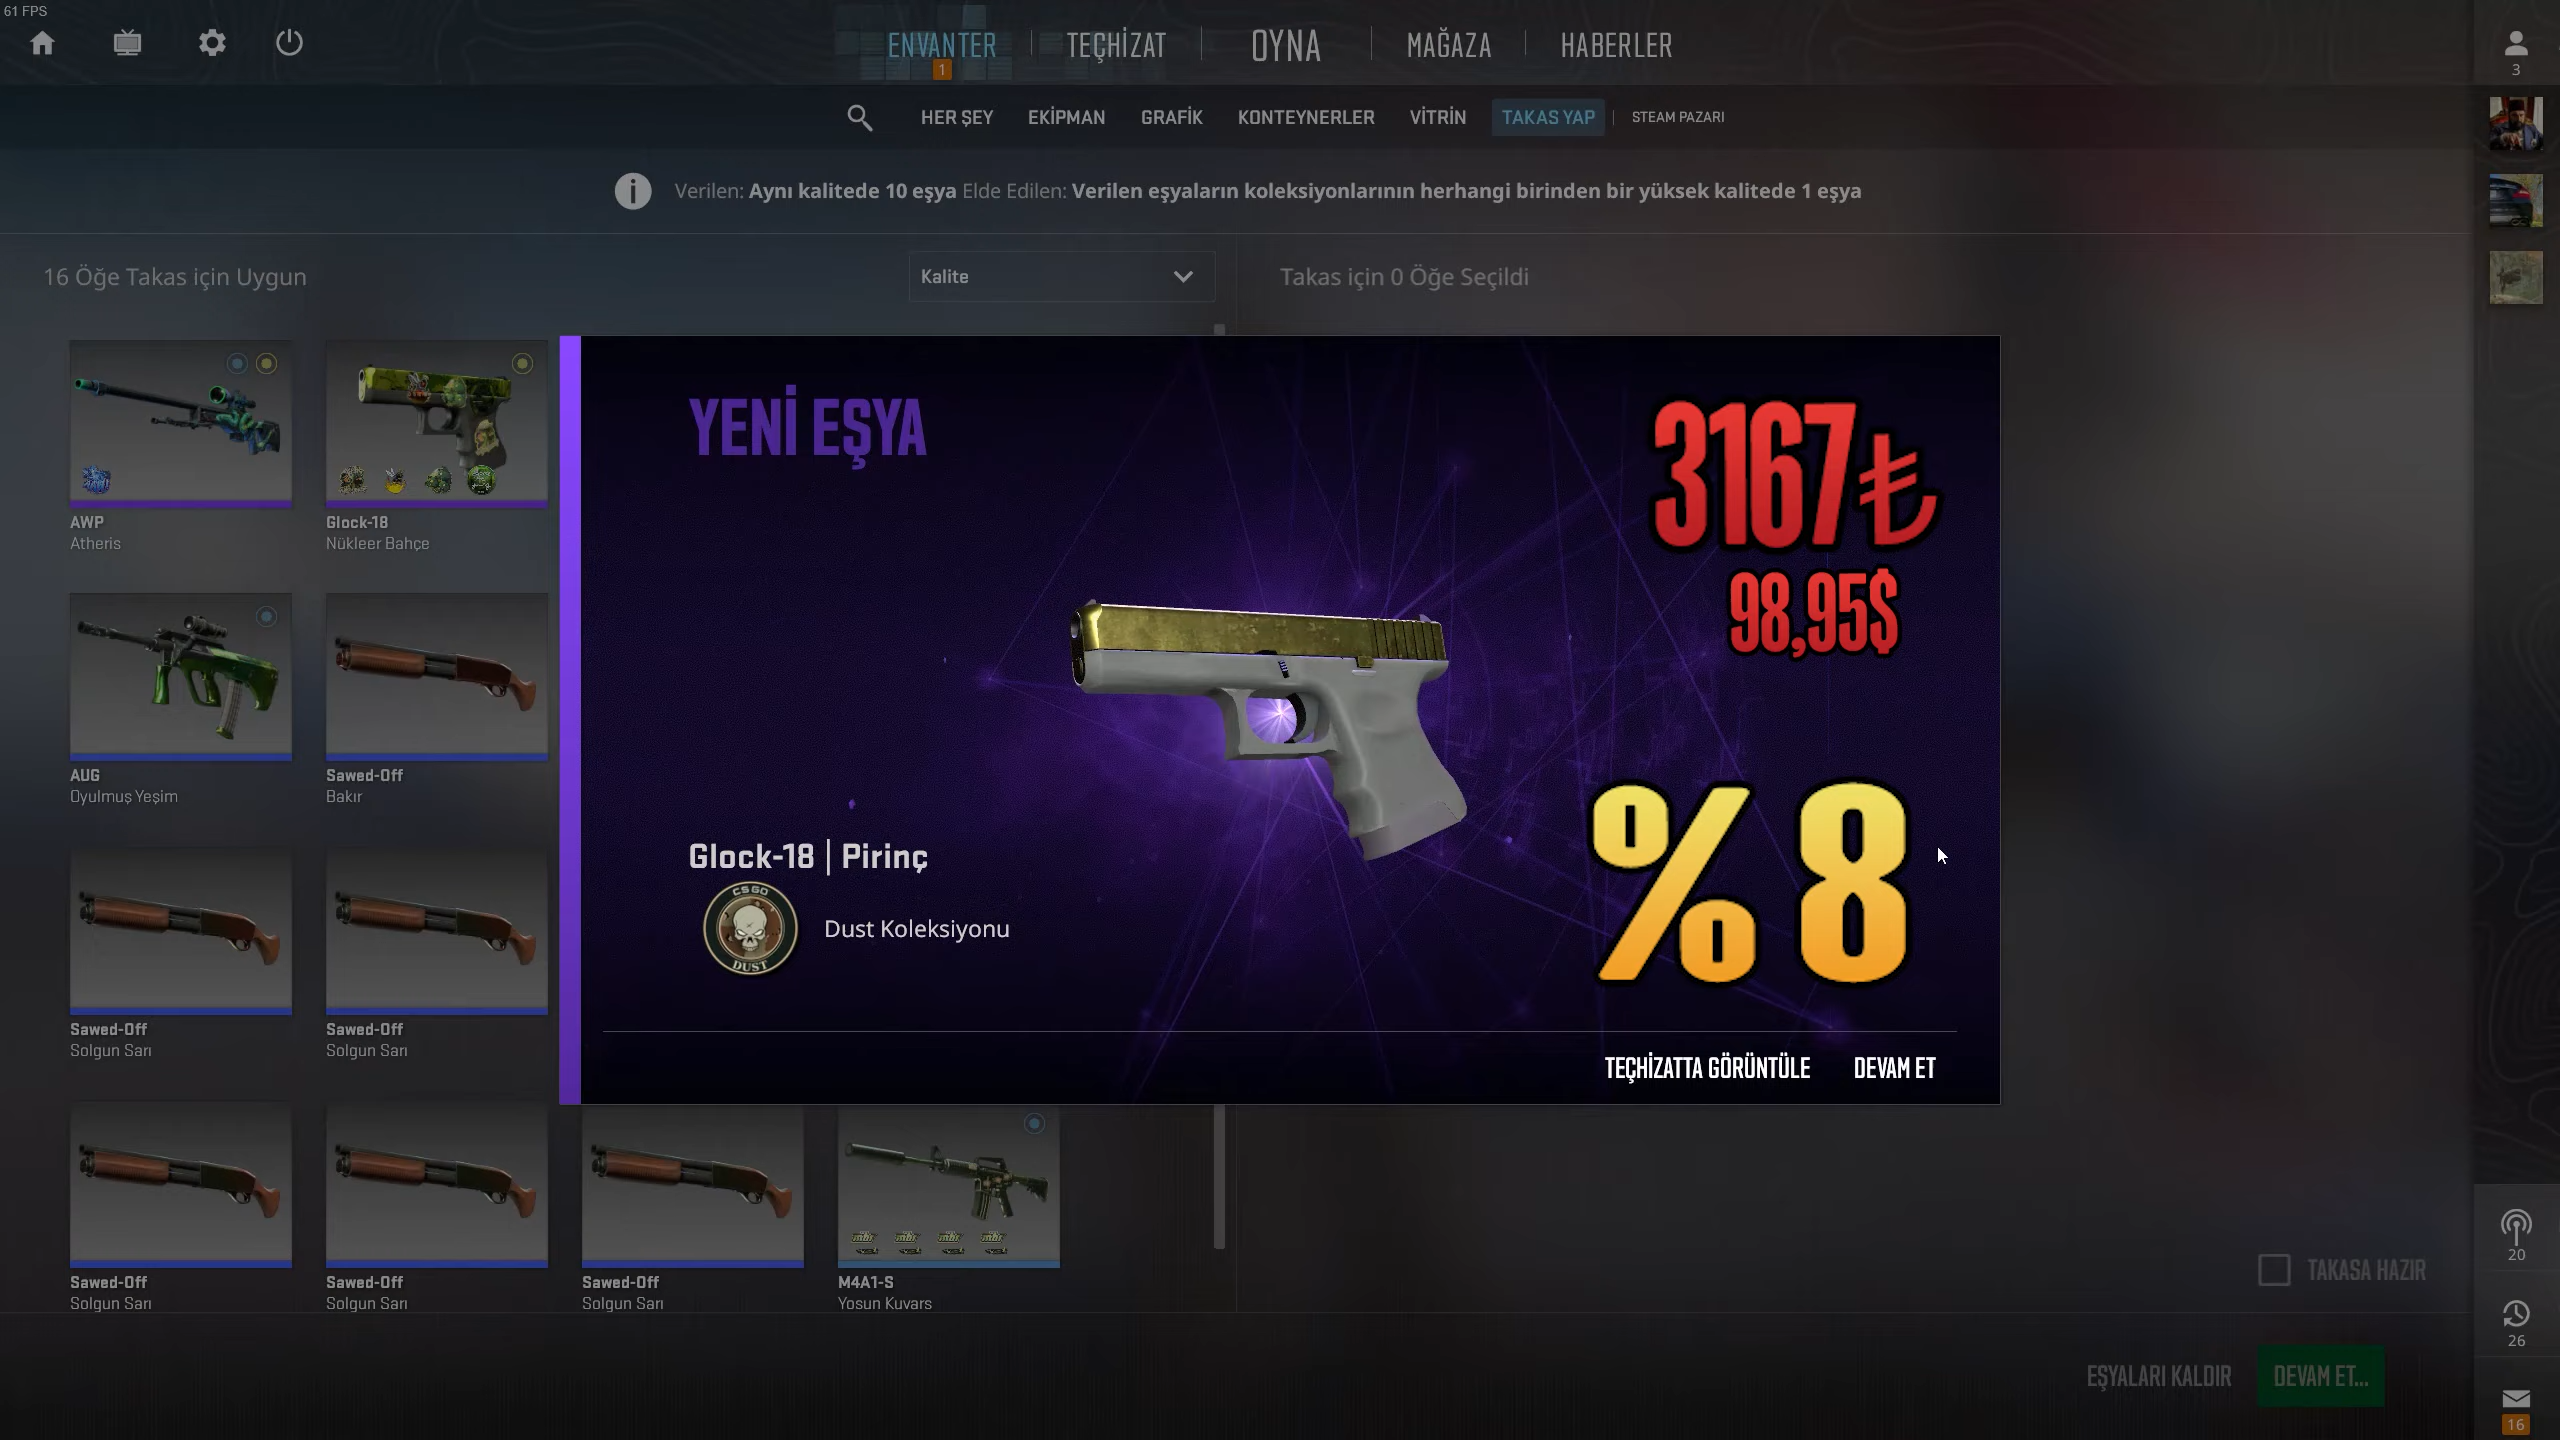 61 FPS
ENVANTER
1
TEÇHİZAT
OYNA
MAĞAZA
HABERLER
3
HER ŞEY
EKİPMAN
GRAFİK
KONTEYNERLER
VİTRİN
TAKAS YAP
STEAM PAZARI
Verilen: Aynı kalitede 10 eşya Elde Edilen: Verilen eşyaların koleksiyonlarının herhangi birinden bir yüksek kalitede 1 eşya
16 Öğe Takas için Uygun
Kalite
Takas için 0 Öğe Seçildi
AWP
Atheris
Glock-18
Nükleer Bahçe
AUG
Oyulmuş Yeşim
Sawed-Off
Bakır
Sawed-Off
Solgun Sarı
Sawed-Off
Solgun Sarı
Sawed-Off
Solgun Sarı
Sawed-Off
Solgun Sarı
Sawed-Off
Solgun Sarı
M4A1-S
Yosun Kuvars
YENİ EŞYA
3167₺
98,95$
%8
Glock-18 | Pirinç
CS GO
DUST
Dust Koleksiyonu
TEÇHİZATTA GÖRÜNTÜLE
DEVAM ET
TAKASA HAZIR
EŞYALARI KALDIR
DEVAM ET...
20
26
16